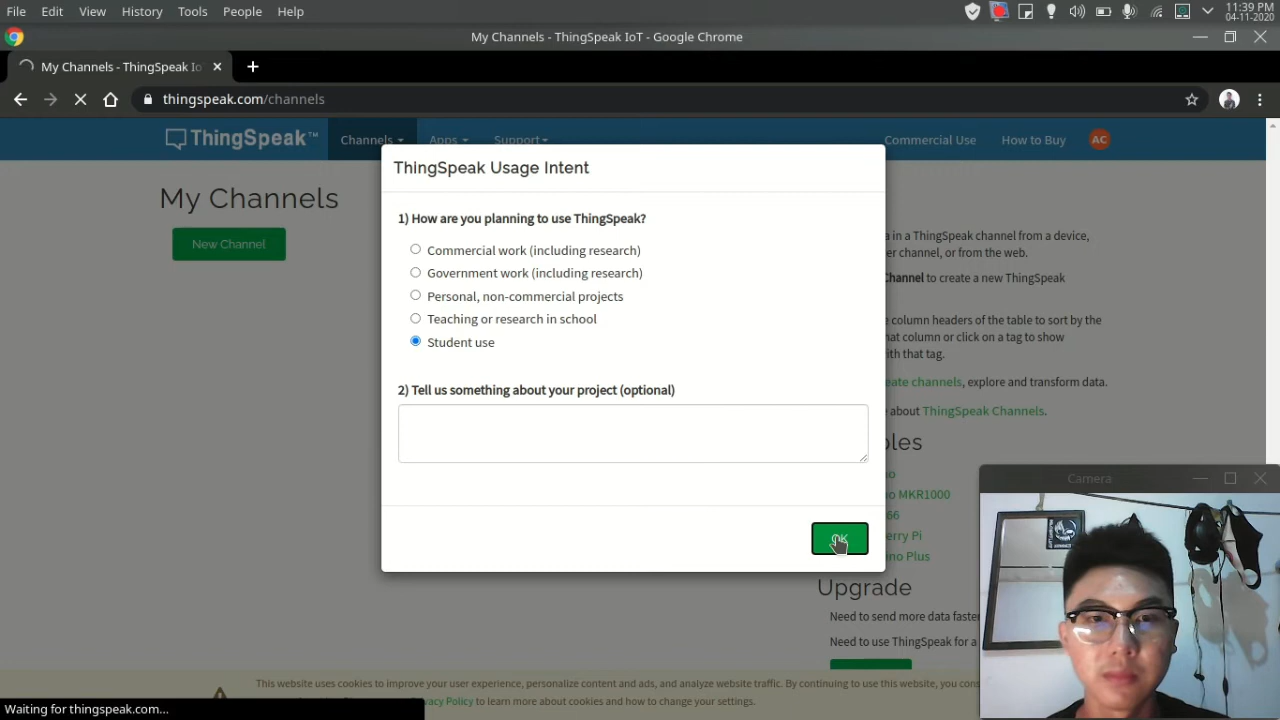 File Edit View History Tools People Help
11:39 PM
04-11-2020
My Channels - ThingSpeak IoT - Google Chrome
My Channels - ThingSpeak Io
thingspeak.com/channels
ThingSpeak™ Channels Apps Support Commercial Use How to Buy AC
My Channels
New Channel
ThingSpeak Usage Intent
1) How are you planning to use ThingSpeak?
Commercial work (including research)
Government work (including research)
Personal, non-commercial projects
Teaching or research in school
Student use
2) Tell us something about your project (optional)
OK
a in a ThingSpeak channel from a device,
er channel, or from the web.
Channel to create a new ThingSpeak
e column headers of the table to sort by the
hat column or click on a tag to show
with that tag.
eate channels, explore and transform data.
about ThingSpeak Channels.
les
no
no MKR1000
66
erry Pi
no Plus
Upgrade
Need to send more data faste
Need to use ThingSpeak for a
Camera
This website uses cookies to improve your user experience, personalize content and ads, and analyze website traffic. By continuing to use this website, you cons
vacy Policy to learn more about cookies and how to change your settings.
Waiting for thingspeak.com...